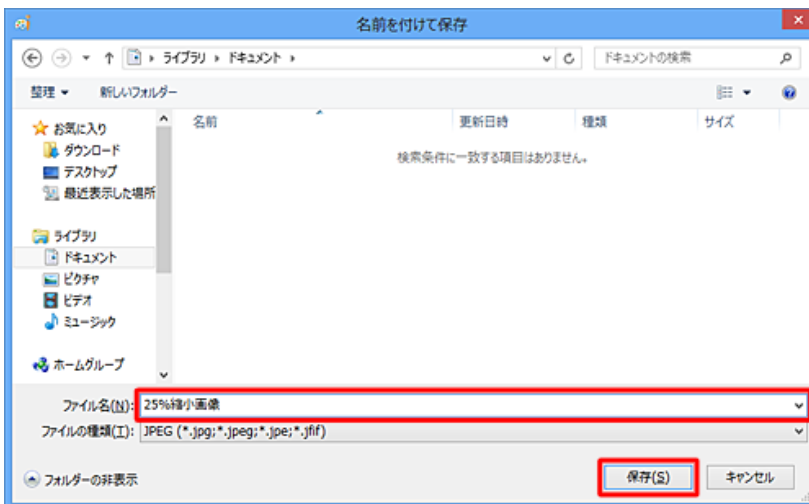 名前を付けて保存
ライブラリ ドキュメント
ドキュメントの検索
整理 新しいフォルダー
名前 更新日時 種類 サイズ
検索条件に一致する項目はありません。
お気に入り
ダウンロード
デスクトップ
最近表示した場所
ライブラリ
ドキュメント
ピクチャ
ビデオ
ミュージック
ホームグループ
ファイル名(N): 25%縮小画像
ファイルの種類(T): JPEG (*.jpg;*.jpeg;*.jpe;*.jfif)
フォルダーの非表示 保存(S) キャンセル